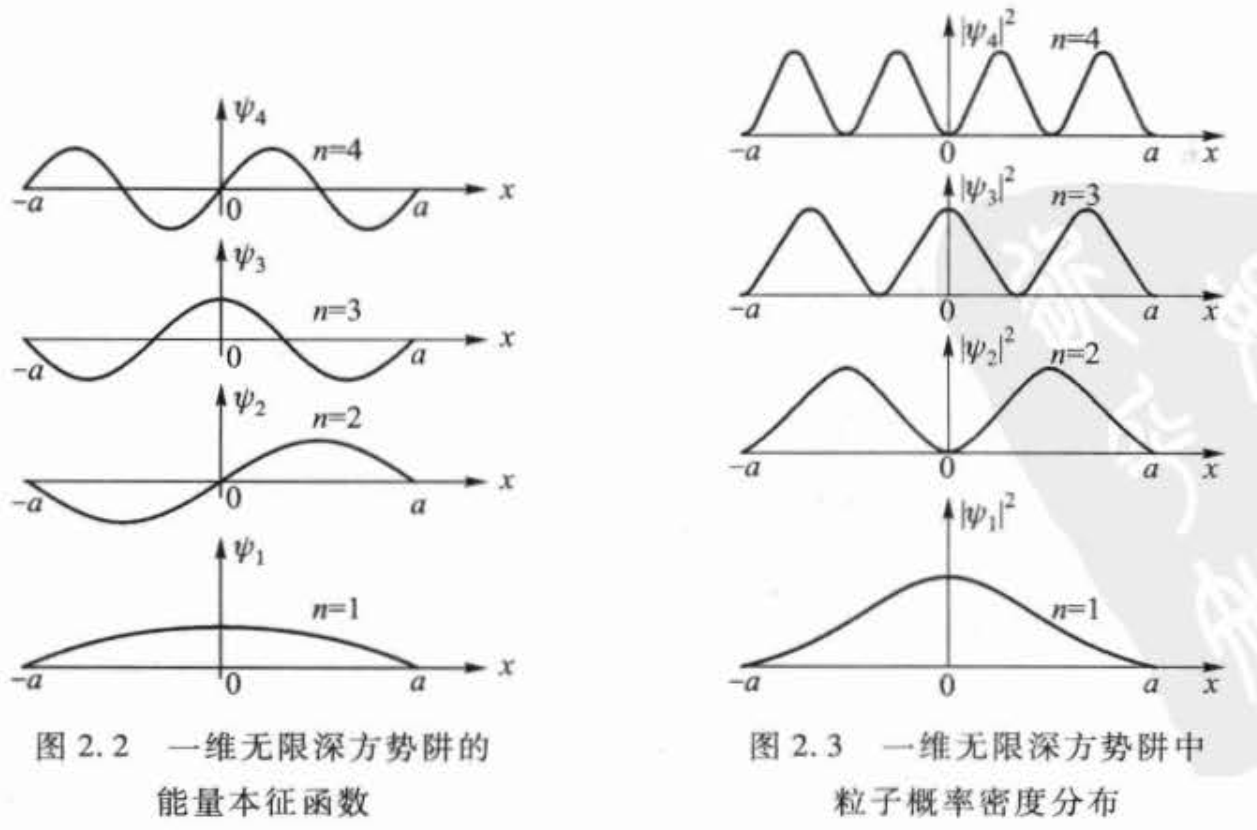 ψ₄
n=4
-a
0
a
x
ψ₃
n=3
-a
0
a
x
ψ₂
n=2
-a
0
a
x
ψ₁
n=1
-a
0
a
x
图 2.2 一维无限深方势阱的
能量本征函数
|ψ₄|²
n=4
-a
0
a
x
|ψ₃|²
n=3
-a
0
a
x
|ψ₂|²
n=2
-a
0
a
x
|ψ₁|²
n=1
-a
0
a
x
图 2.3 一维无限深方势阱中
粒子概率密度分布